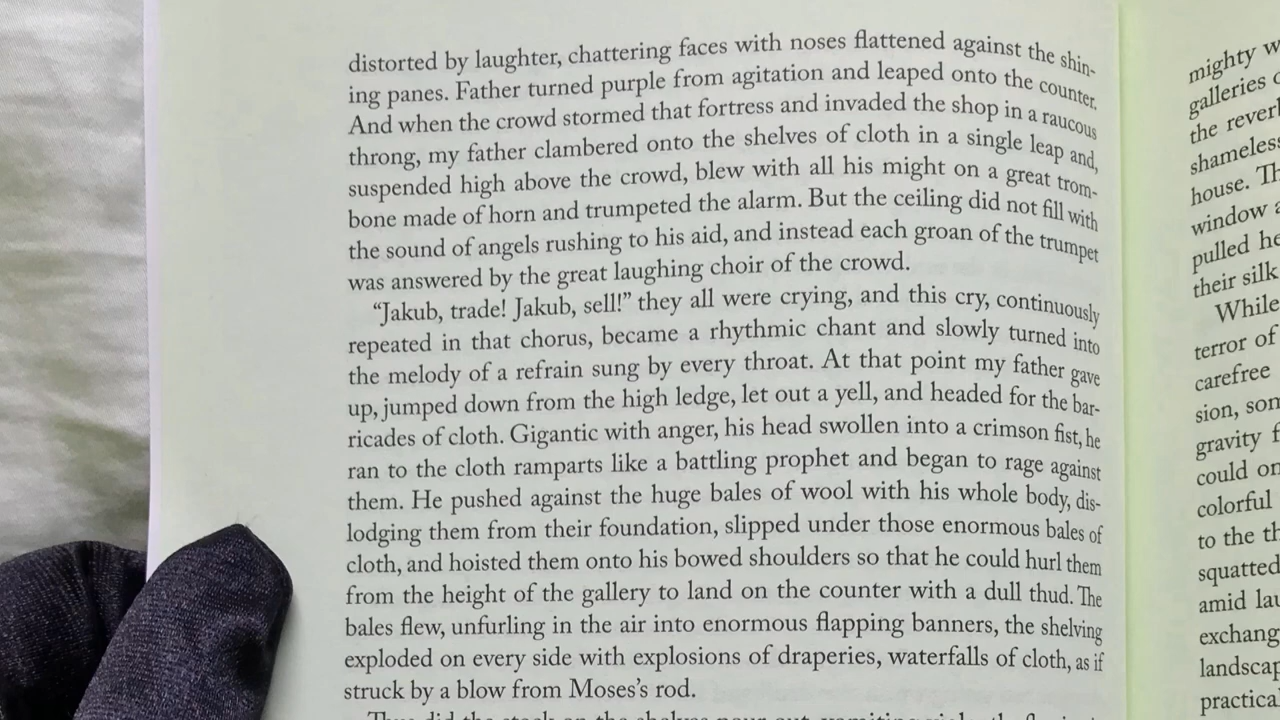 distorted by laughter, chattering faces with noses flattened against the shin-
ing panes. Father turned purple from agitation and leaped onto the counter.
And when the crowd stormed that fortress and invaded the shop in a raucous
throng, my father clambered onto the shelves of cloth in a single leap and,
suspended high above the crowd, blew with all his might on a great trom-
bone made of horn and trumpeted the alarm. But the ceiling did not fill with
the sound of angels rushing to his aid, and instead each groan of the trumpet
was answered by the great laughing choir of the crowd.
“Jakub, trade! Jakub, sell!” they all were crying, and this cry, continuously
repeated in that chorus, became a rhythmic chant and slowly turned into
the melody of a refrain sung by every throat. At that point my father gave
up, jumped down from the high ledge, let out a yell, and headed for the bar-
ricades of cloth. Gigantic with anger, his head swollen into a crimson fist, he
ran to the cloth ramparts like a battling prophet and began to rage against
them. He pushed against the huge bales of wool with his whole body, dis-
lodging them from their foundation, slipped under those enormous bales of
cloth, and hoisted them onto his bowed shoulders so that he could hurl them
from the height of the gallery to land on the counter with a dull thud. The
bales flew, unfurling in the air into enormous flapping banners, the shelving
exploded on every side with explosions of draperies, waterfalls of cloth, as if
struck by a blow from Moses’s rod.
mighty
galleries
the
house.
window
pulled
their silk
While
terror of
carefree
gravity
could
colorful
to the
squatted
amid